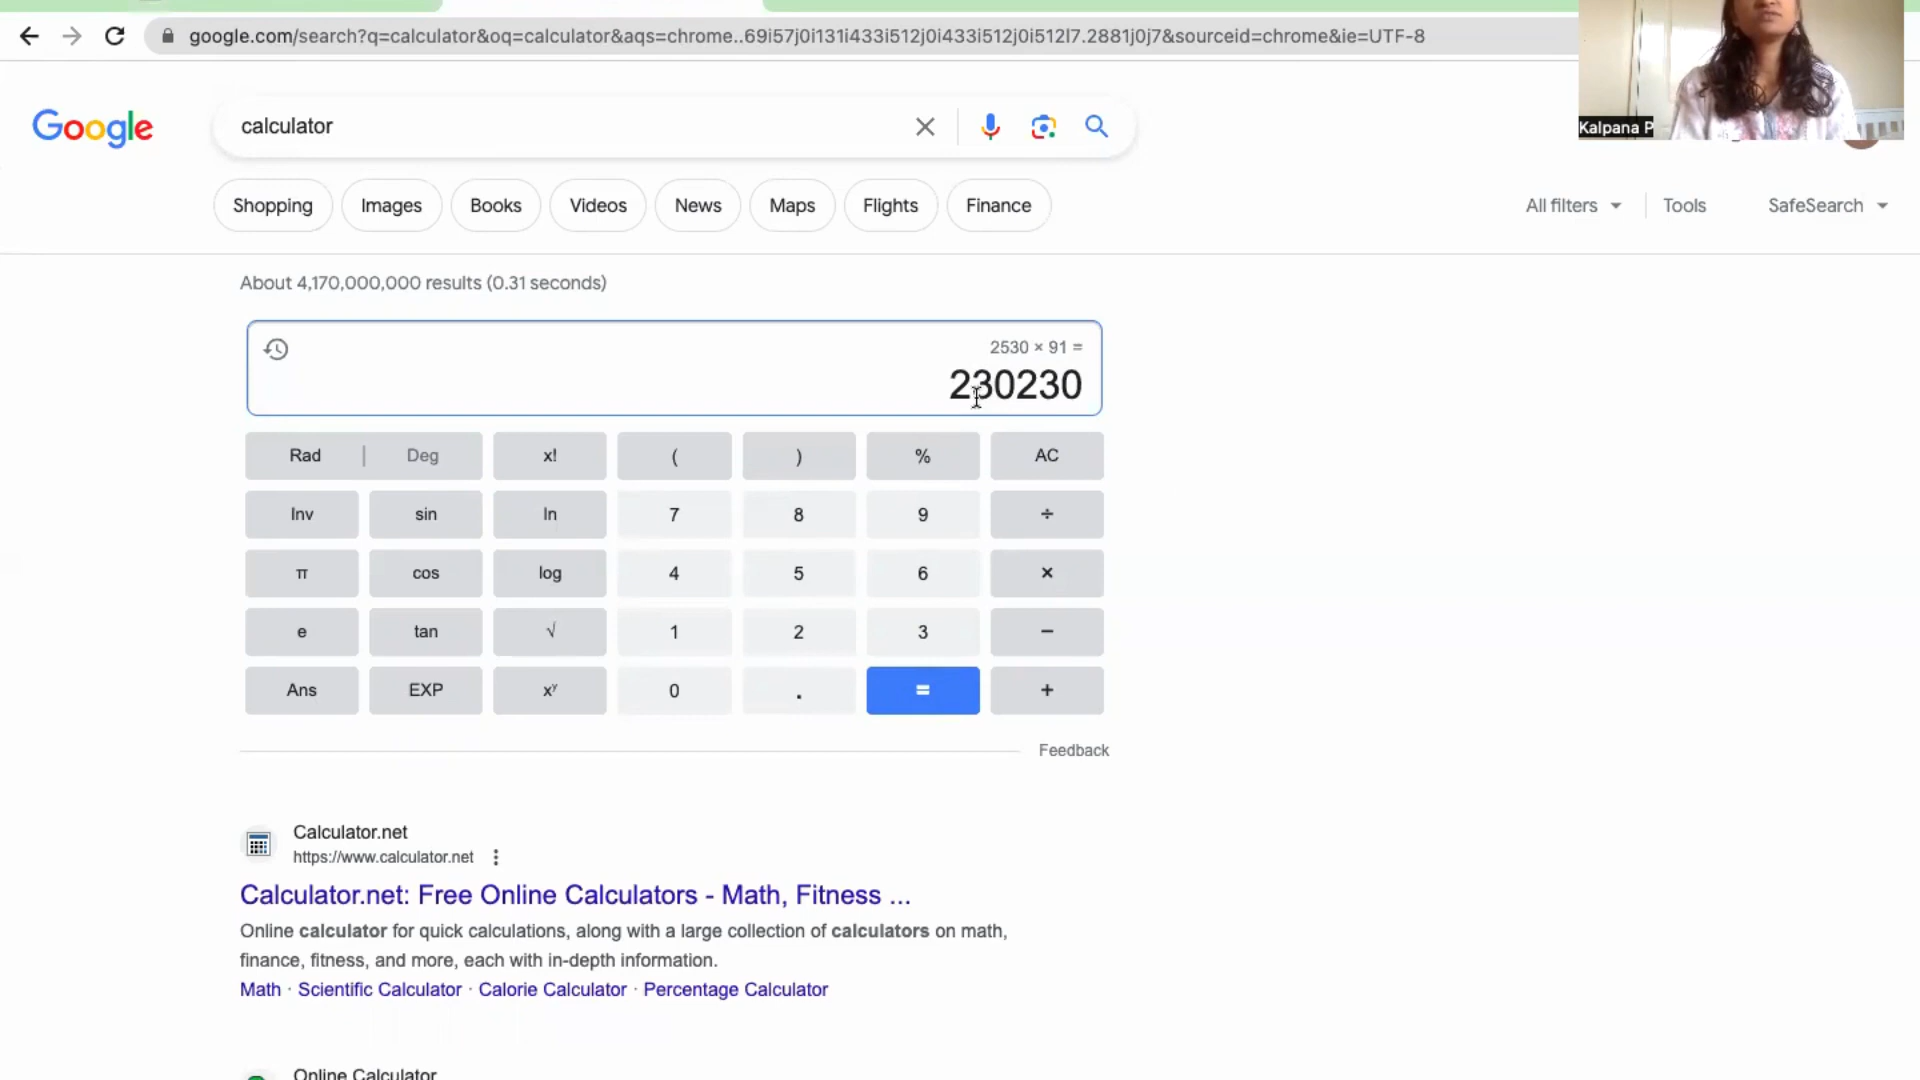 google.com/search?q=calculator&oq=calculator&aqs=chrome..69i57j0i131i433i512j0i433i512j0i512l7.2881j0j7&sourceid=chrome&ie=UTF-8
Kalpana P
Google
calculator
Shopping Images Books Videos News Maps Flights Finance
All filters Tools SafeSearch
About 4,170,000,000 results (0.31 seconds)
2530 × 91 =
230230
Rad | Deg x! ( ) % AC
Inv sin ln 7 8 9 ÷
π cos log 4 5 6 ×
e tan √ 1 2 3 −
Ans EXP xʸ 0 . = +
Feedback
Calculator.net
https://www.calculator.net
Calculator.net: Free Online Calculators - Math, Fitness ...
Online calculator for quick calculations, along with a large collection of calculators on math,
finance, fitness, and more, each with in-depth information.
Math · Scientific Calculator · Calorie Calculator · Percentage Calculator
Online Calculator